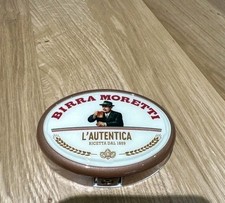 BIRRA MORETTI
L'AUTENTICA
RICETTA DAL 1859